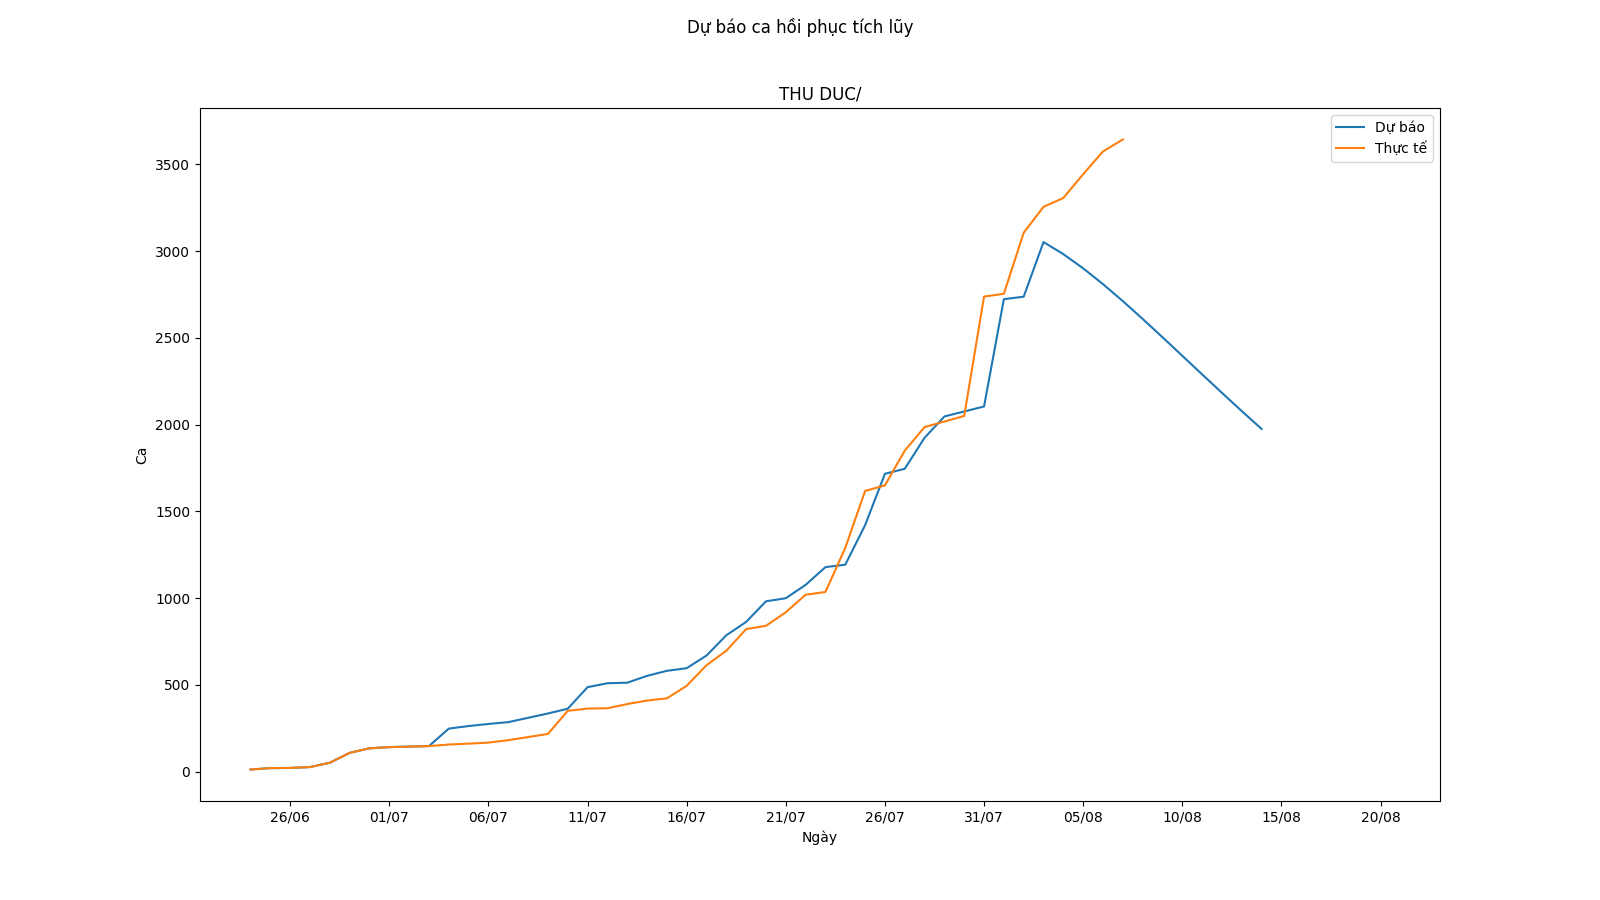 Dự báo ca hồi phục tích lũy
THU DUC/
Dự báo
Thực tế
3500
3000
2500
2000
1500
1000
500
0
Ca
26/06 01/07 06/07 11/07 16/07 21/07 26/07 31/07 05/08 10/08 15/08 20/08
Ngày